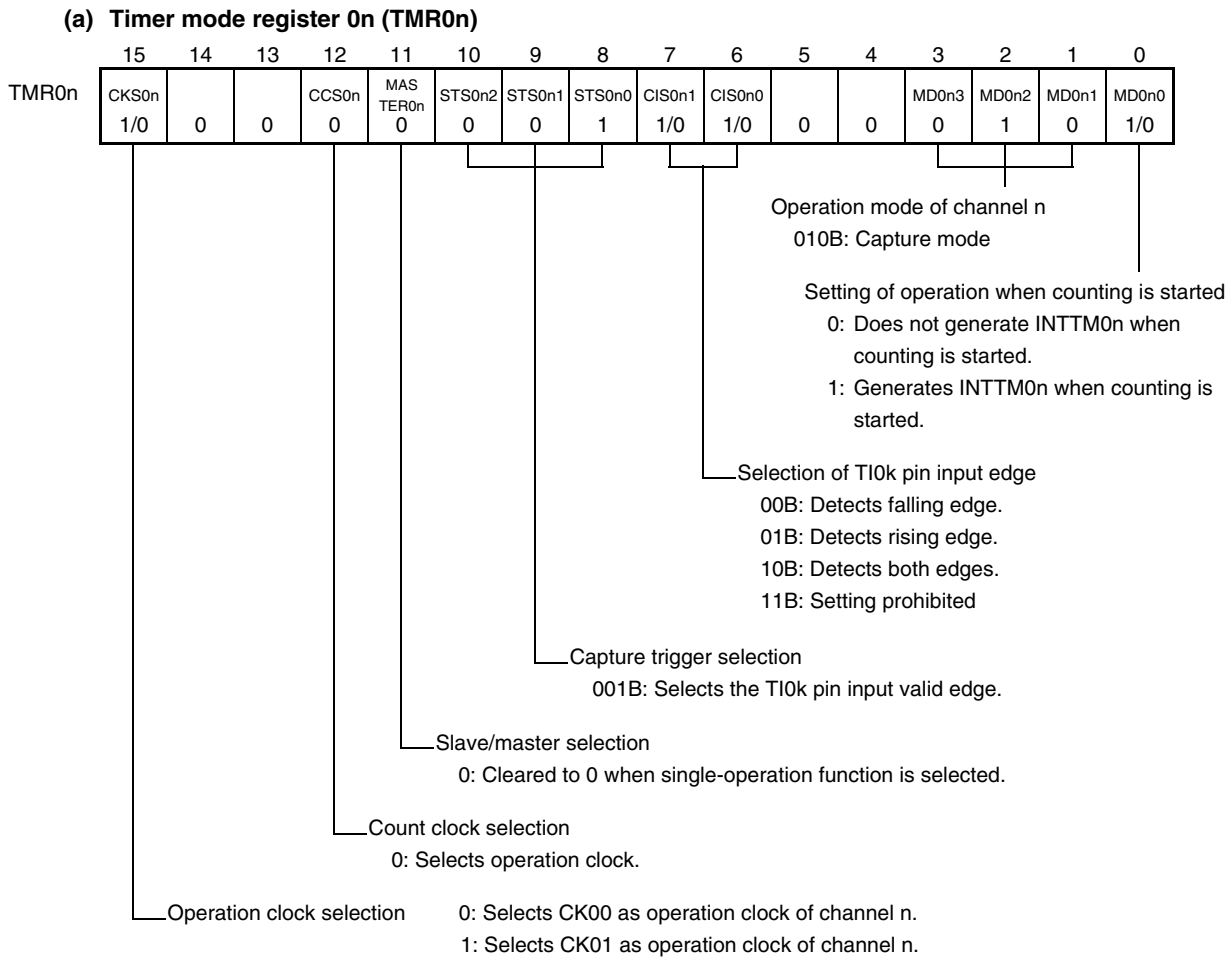 (a) Timer mode register 0n (TMR0n)
15 14 13 12 11 10 9 8 7 6 5 4 3 2 1 0
TMR0n CKS0n CCS0n MAS TER0n STS0n2 STS0n1 STS0n0 CIS0n1 CIS0n0 MD0n3 MD0n2 MD0n1 MD0n0
1/0 0 0 0 0 0 0 1 1/0 1/0 0 0 0 1 0 1/0
Operation mode of channel n
010B: Capture mode
Setting of operation when counting is started
0: Does not generate INTTM0n when
counting is started.
1: Generates INTTM0n when counting is
started.
Selection of TI0k pin input edge
00B: Detects falling edge.
01B: Detects rising edge.
10B: Detects both edges.
11B: Setting prohibited
Capture trigger selection
001B: Selects the TI0k pin input valid edge.
Slave/master selection
0: Cleared to 0 when single-operation function is selected.
Count clock selection
0: Selects operation clock.
Operation clock selection 0: Selects CK00 as operation clock of channel n.
1: Selects CK01 as operation clock of channel n.